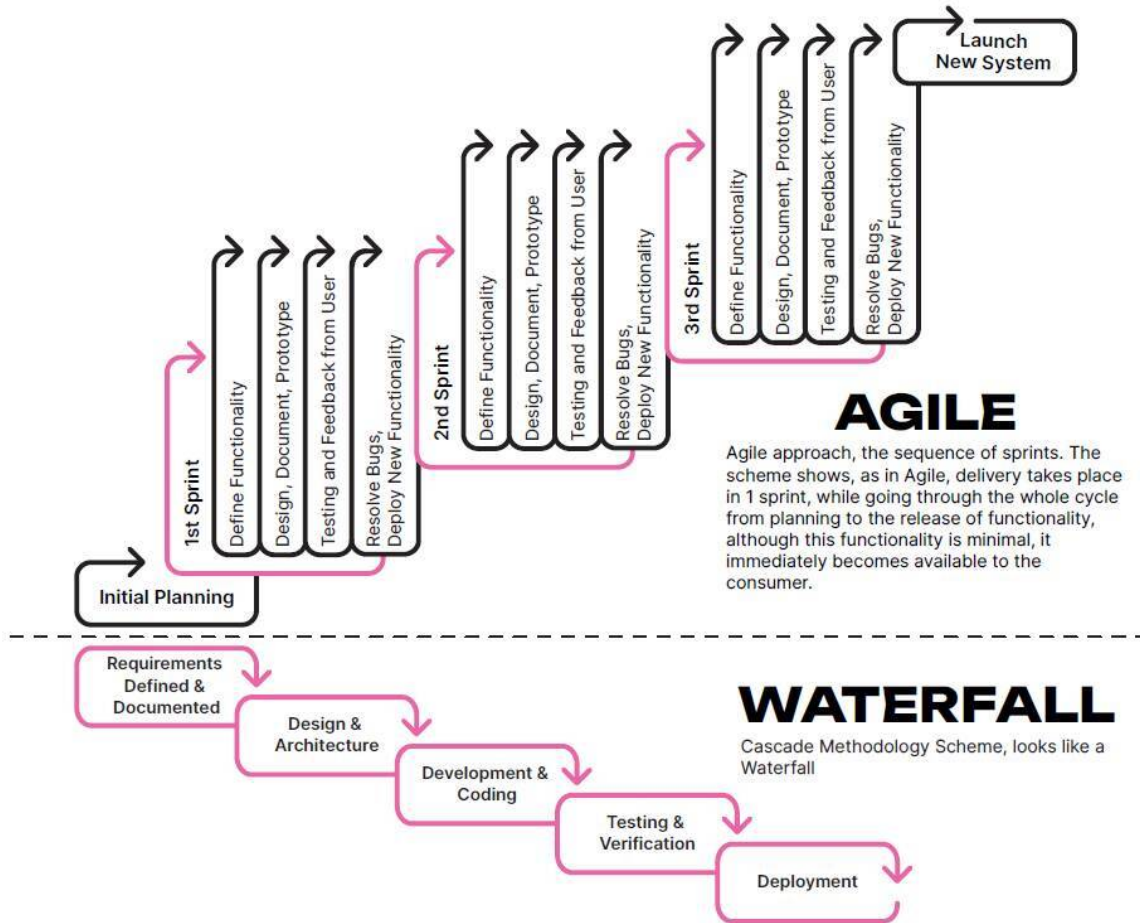 Launch
New System
3rd Sprint
Define Functionality
Design, Document, Prototype
Testing and Feedback from User
Resolve Bugs,
Deploy New Functionality
2nd Sprint
Define Functionality
Design, Document, Prototype
Testing and Feedback from User
Resolve Bugs,
Deploy New Functionality
1st Sprint
Define Functionality
Design, Document, Prototype
Testing and Feedback from User
Resolve Bugs,
Deploy New Functionality
Initial Planning
AGILE
Agile approach, the sequence of sprints. The
scheme shows, as in Agile, delivery takes place
in 1 sprint, while going through the whole cycle
from planning to the release of functionality,
although this functionality is minimal, it
immediately becomes available to the
consumer.
Requirements
Defined &
Documented
Design &
Architecture
Development &
Coding
Testing &
Verification
Deployment
WATERFALL
Cascade Methodology Scheme, looks like a
Waterfall